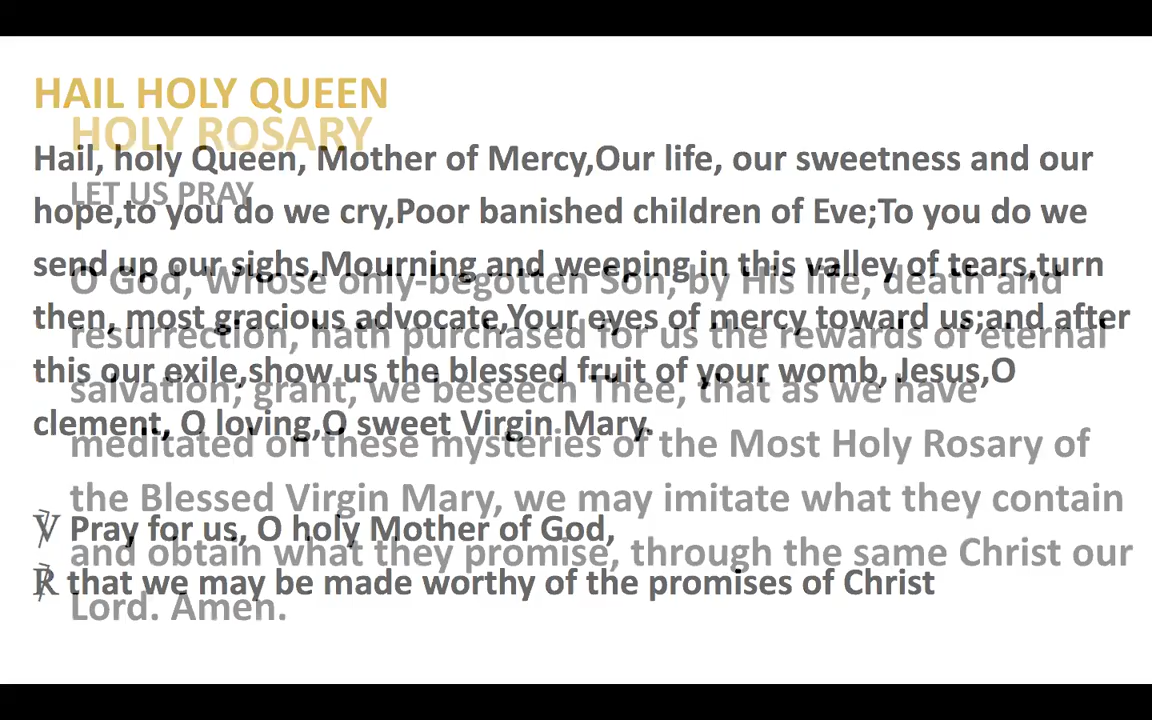 HAIL HOLY QUEEN
Hail, holy Queen, Mother of Mercy,Our life, our sweetness and our
hope,to you do we cry,Poor banished children of Eve;To you do we
send up our sighs,Mourning and weeping in this valley of tears,turn
then, most gracious advocate,Your eyes of mercy toward us;and after
this our exile,show us the blessed fruit of your womb, Jesus,O
clement, O loving,O sweet Virgin Mary.
℣ Pray for us, O holy Mother of God,
℟ that we may be made worthy of the promises of Christ
HOLY ROSARY
LET US PRAY
O God, Whose only-begotten Son, by His life, death and
resurrection, hath purchased for us the rewards of eternal
salvation; grant, we beseech Thee, that as we have
meditated on these mysteries of the Most Holy Rosary of
the Blessed Virgin Mary, we may imitate what they contain
and obtain what they promise, through the same Christ our
Lord. Amen.